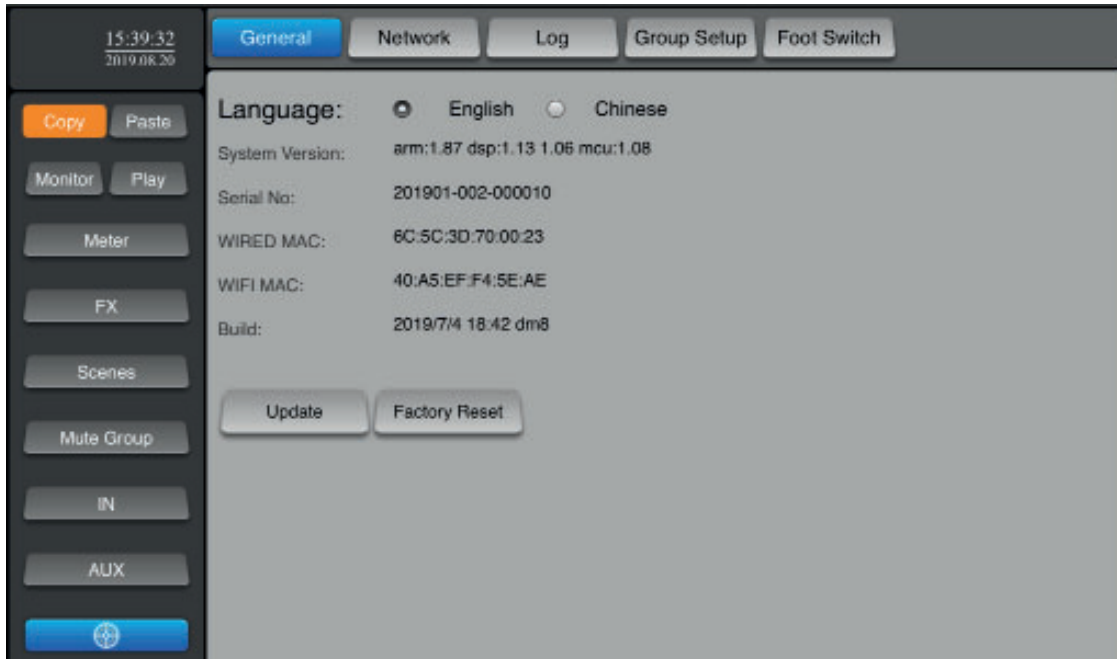 15:39:32
2019.08.20
General Network Log Group Setup Foot Switch
Copy Paste
Monitor Play
Meter
FX
Scenes
Mute Group
IN
AUX
Language: English Chinese
System Version: arm:1.87 dsp:1.13 1.06 mcu:1.08
Serial No: 201901-002-000010
WIRED MAC: 6C:5C:3D:70:00:23
WIFI MAC: 40:A5:EF:F4:5E:AE
Build: 2019/7/4 18:42 dm8
Update Factory Reset